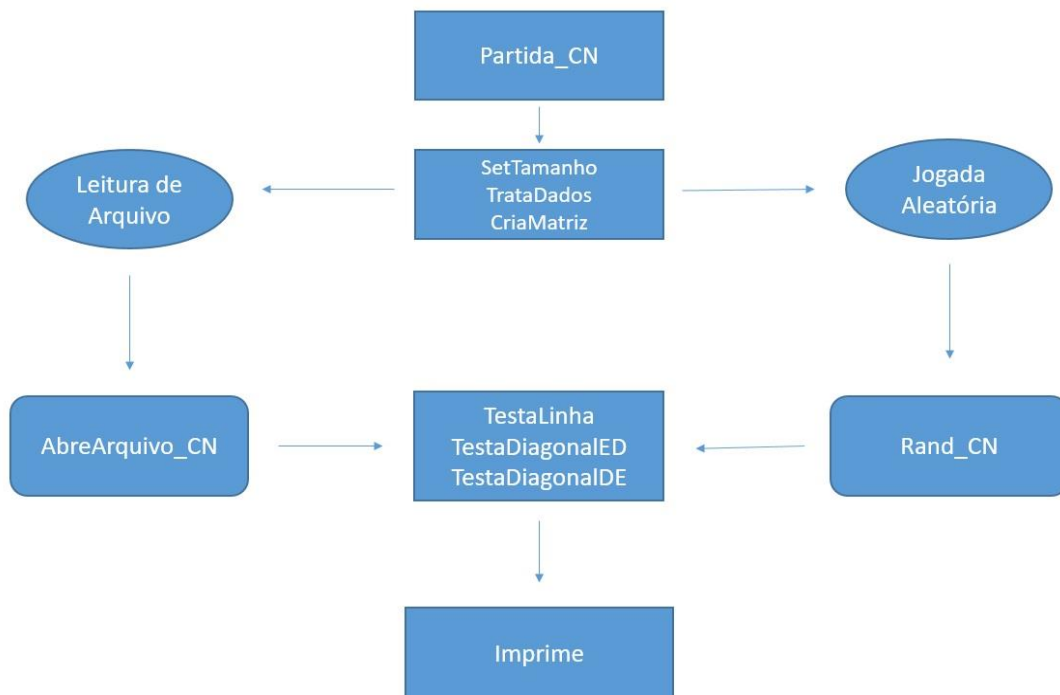 Partida_CN
SetTamanho
TrataDados
CriaMatriz
Leitura de
Arquivo
Jogada
Aleatória
AbreArquivo_CN
TestaLinha
TestaDiagonalED
TestaDiagonalDE
Rand_CN
Imprime